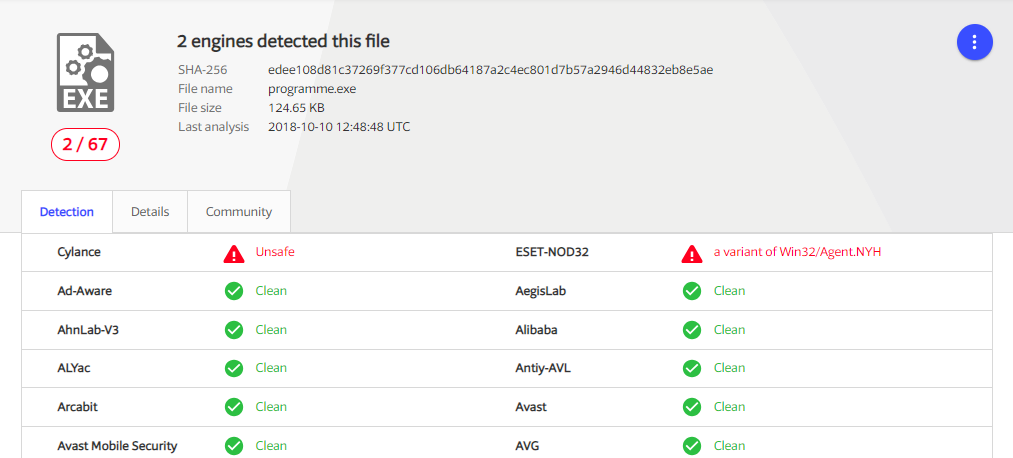 2 engines detected this file
SHA-256 edee108d81c37269f377cd106db64187a2c4ec801d7b57a2946d44832eb8e5ae
File name programme.exe
File size 124.65 KB
Last analysis 2018-10-10 12:48:48 UTC
EXE
2 / 67
Detection Details Community
Cylance Unsafe ESET-NOD32 a variant of Win32/Agent.NYH
Ad-Aware Clean AegisLab Clean
AhnLab-V3 Clean Alibaba Clean
ALYac Clean Antiy-AVL Clean
Arcabit Clean Avast Clean
Avast Mobile Security Clean AVG Clean